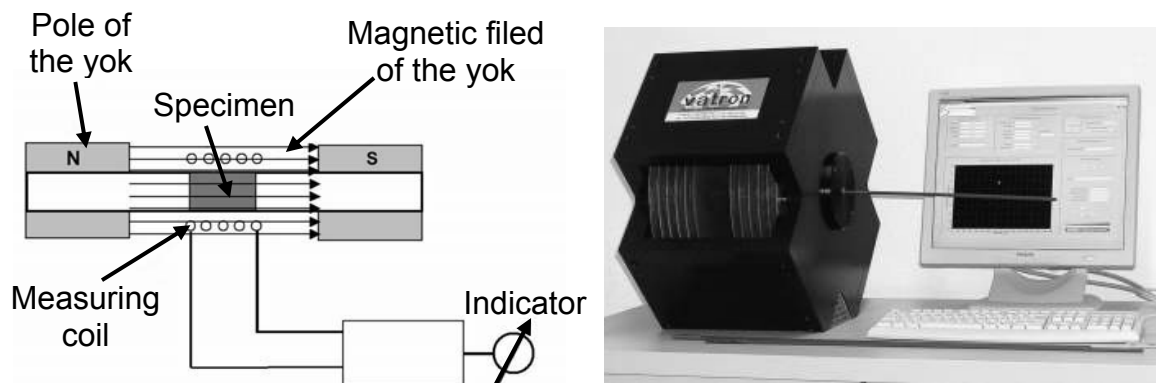 Pole of
the yok
Magnetic filed
of the yok
Specimen
N
S
Measuring
coil
Indicator
vatron